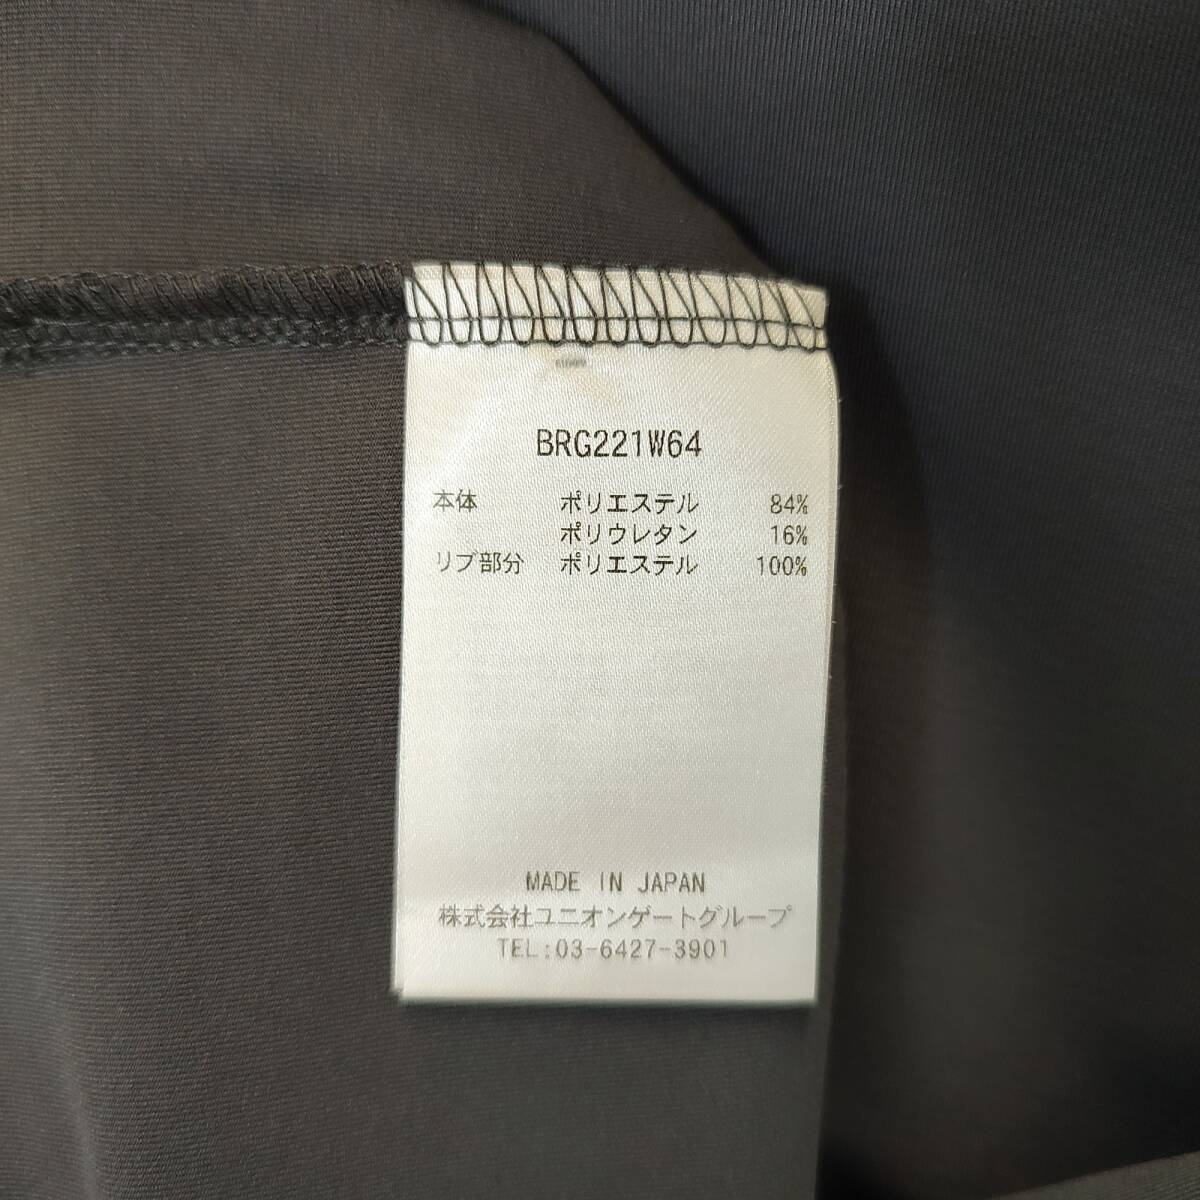 BRG221W64
本体 ポリエステル 84%
ポリウレタン 16%
リブ部分 ポリエステル 100%
MADE IN JAPAN
株式会社ユニオンゲートグループ
TEL:03-6427-3901